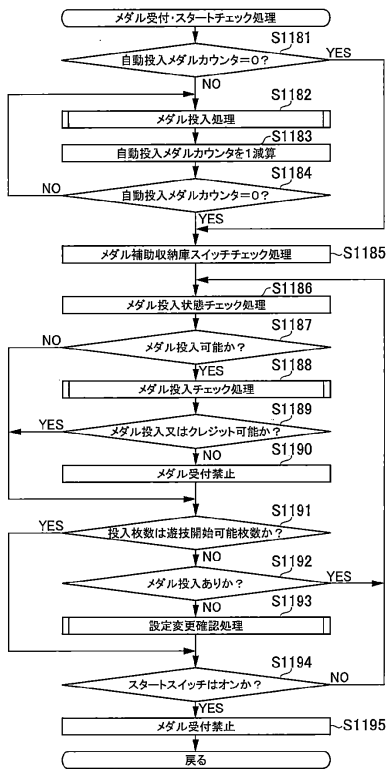 メダル受付・スタートチェック処理
S1181
自動投入メダルカウンタ=0?
YES
NO
S1182
メダル投入処理
S1183
自動投入メダルカウンタを1減算
S1184
NO
自動投入メダルカウンタ=0?
YES
メダル補助収納庫スイッチチェック処理
S1185
S1186
メダル投入状態チェック処理
S1187
NO
メダル投入可能か?
YES
S1188
メダル投入チェック処理
S1189
YES
メダル投入又はクレジット可能か?
NO
S1190
メダル受付禁止
S1191
YES
投入枚数は遊技開始可能枚数か?
NO
S1192
メダル投入ありか?
YES
NO
S1193
設定変更確認処理
S1194
スタートスイッチはオンか?
NO
YES
メダル受付禁止
S1195
戻る